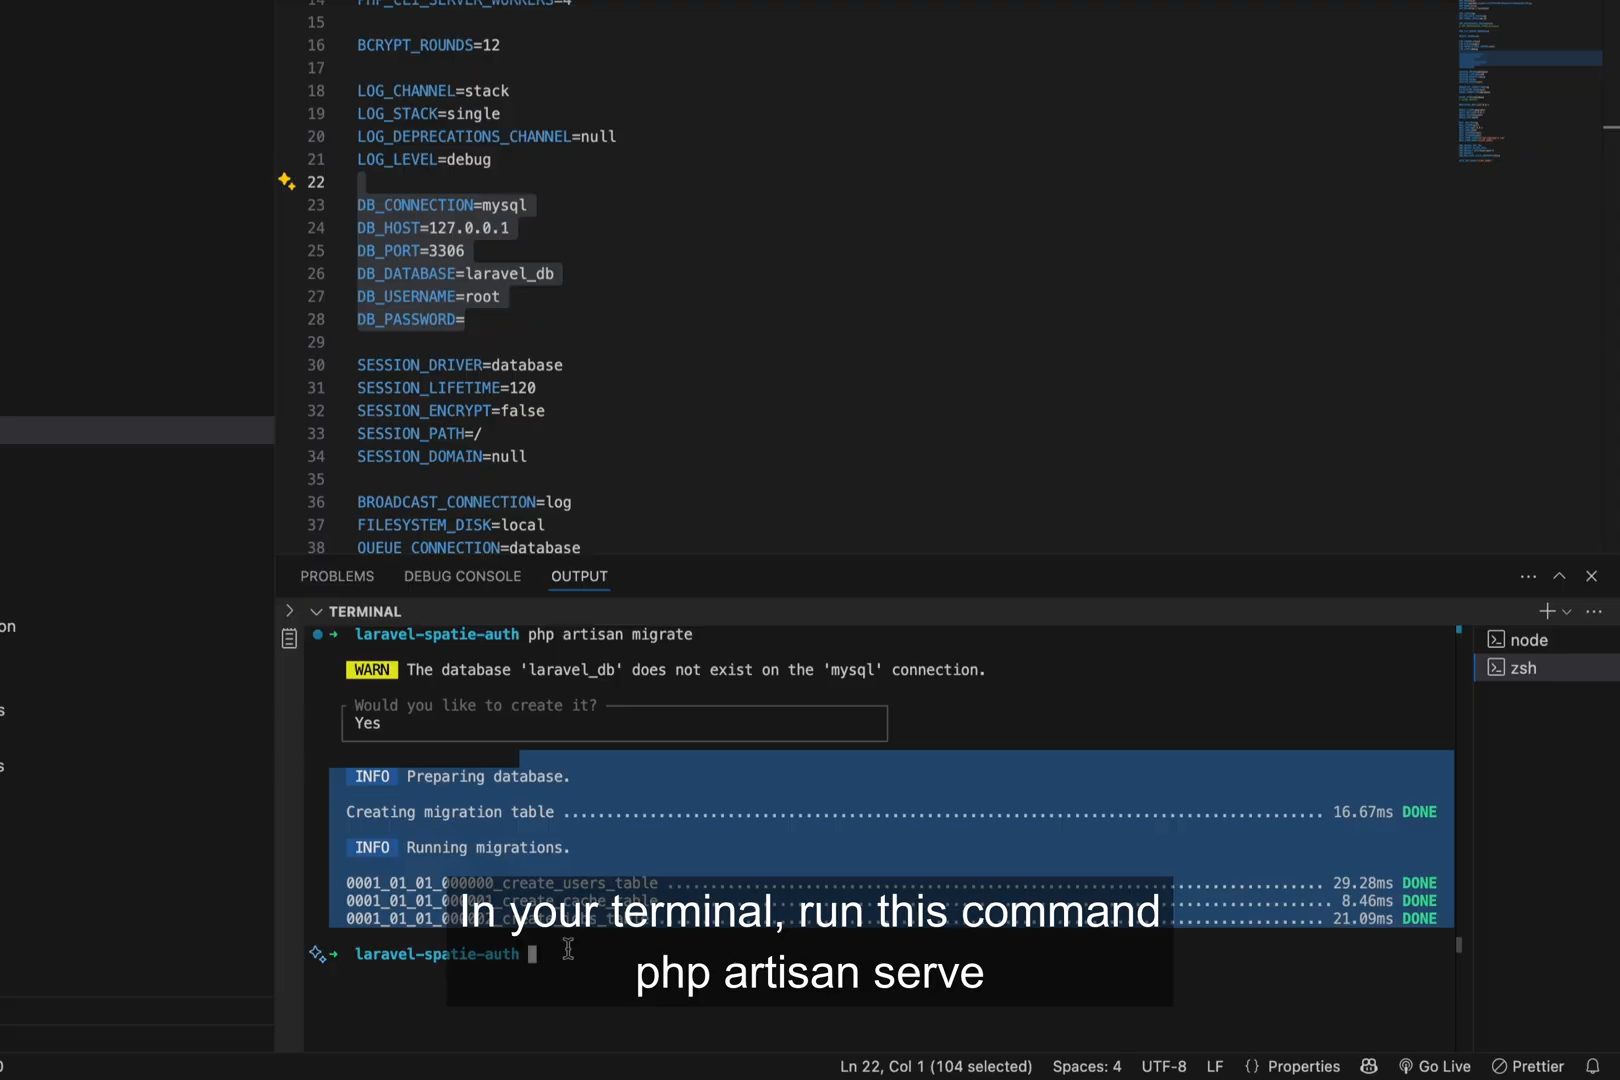 14 PHP_CLI_SERVER_WORKERS=4
15
16 BCRYPT_ROUNDS=12
17
18 LOG_CHANNEL=stack
19 LOG_STACK=single
20 LOG_DEPRECATIONS_CHANNEL=null
21 LOG_LEVEL=debug
22
23 DB_CONNECTION=mysql
24 DB_HOST=127.0.0.1
25 DB_PORT=3306
26 DB_DATABASE=laravel_db
27 DB_USERNAME=root
28 DB_PASSWORD=
29
30 SESSION_DRIVER=database
31 SESSION_LIFETIME=120
32 SESSION_ENCRYPT=false
33 SESSION_PATH=/
34 SESSION_DOMAIN=null
35
36 BROADCAST_CONNECTION=log
37 FILESYSTEM_DISK=local
38 QUEUE_CONNECTION=database
on
s
s
PROBLEMS DEBUG CONSOLE OUTPUT
TERMINAL
laravel-spatie-auth php artisan migrate
WARN The database 'laravel_db' does not exist on the 'mysql' connection.
Would you like to create it?
Yes
INFO Preparing database.
Creating migration table ........ 16.67ms DONE
INFO Running migrations.
0001_01_01_000000_create_users_table ........ 29.28ms DONE
0001_01_01_000001_create_cache_table ........ 8.46ms DONE
0001_01_01_000002_create_jobs_table ........ 21.09ms DONE
laravel-spatie-auth
node
zsh
In your terminal, run this command
php artisan serve
0 Ln 22, Col 1 (104 selected) Spaces: 4 UTF-8 LF {} Properties Go Live Prettier